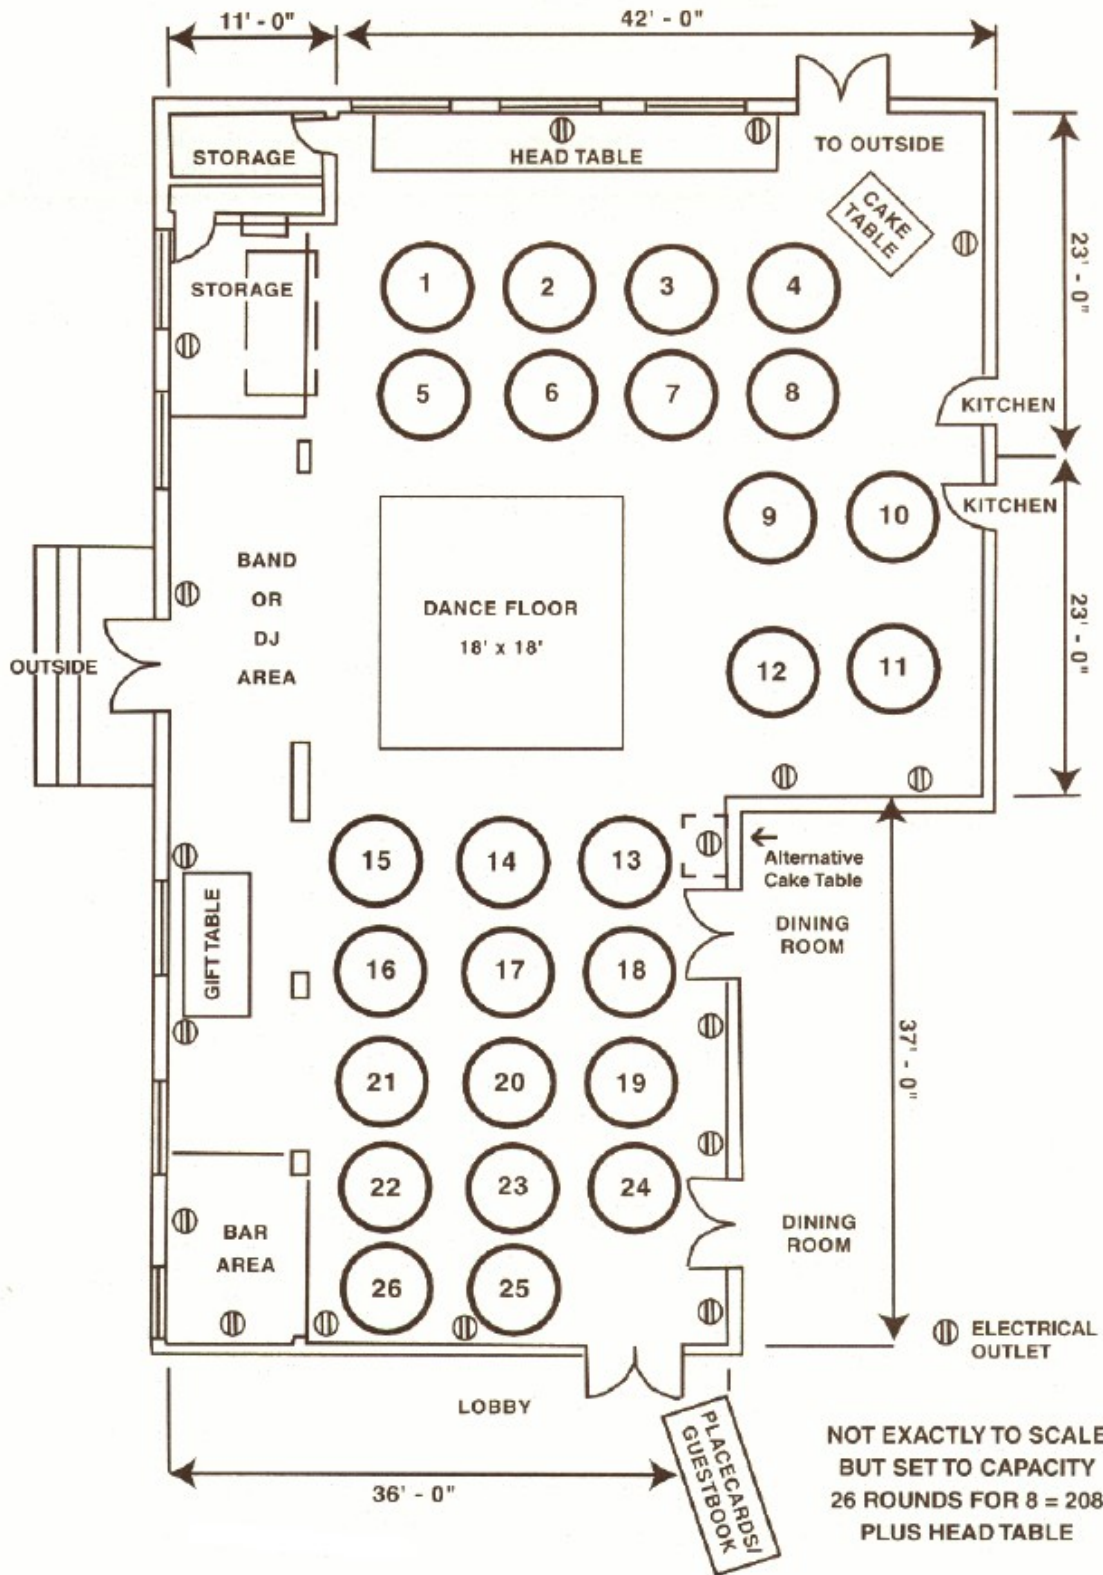 11' - 0"
42' - 0"
STORAGE
HEAD TABLE
TO OUTSIDE
CAKE
TABLE
23' - 0"
STORAGE
1
2
3
4
5
6
7
8
KITCHEN
KITCHEN
9
10
23' - 0"
BAND
OR
DJ
AREA
DANCE FLOOR
18' x 18'
OUTSIDE
12
11
15
14
13
Alternative
Cake Table
GIFT TABLE
DINING
ROOM
16
17
18
37' - 0"
21
20
19
22
23
24
BAR
AREA
DINING
ROOM
26
25
ELECTRICAL
OUTLET
LOBBY
PLACECARDS/
GUESTBOOK
36' - 0"
NOT EXACTLY TO SCALE
BUT SET TO CAPACITY
26 ROUNDS FOR 8 = 208
PLUS HEAD TABLE